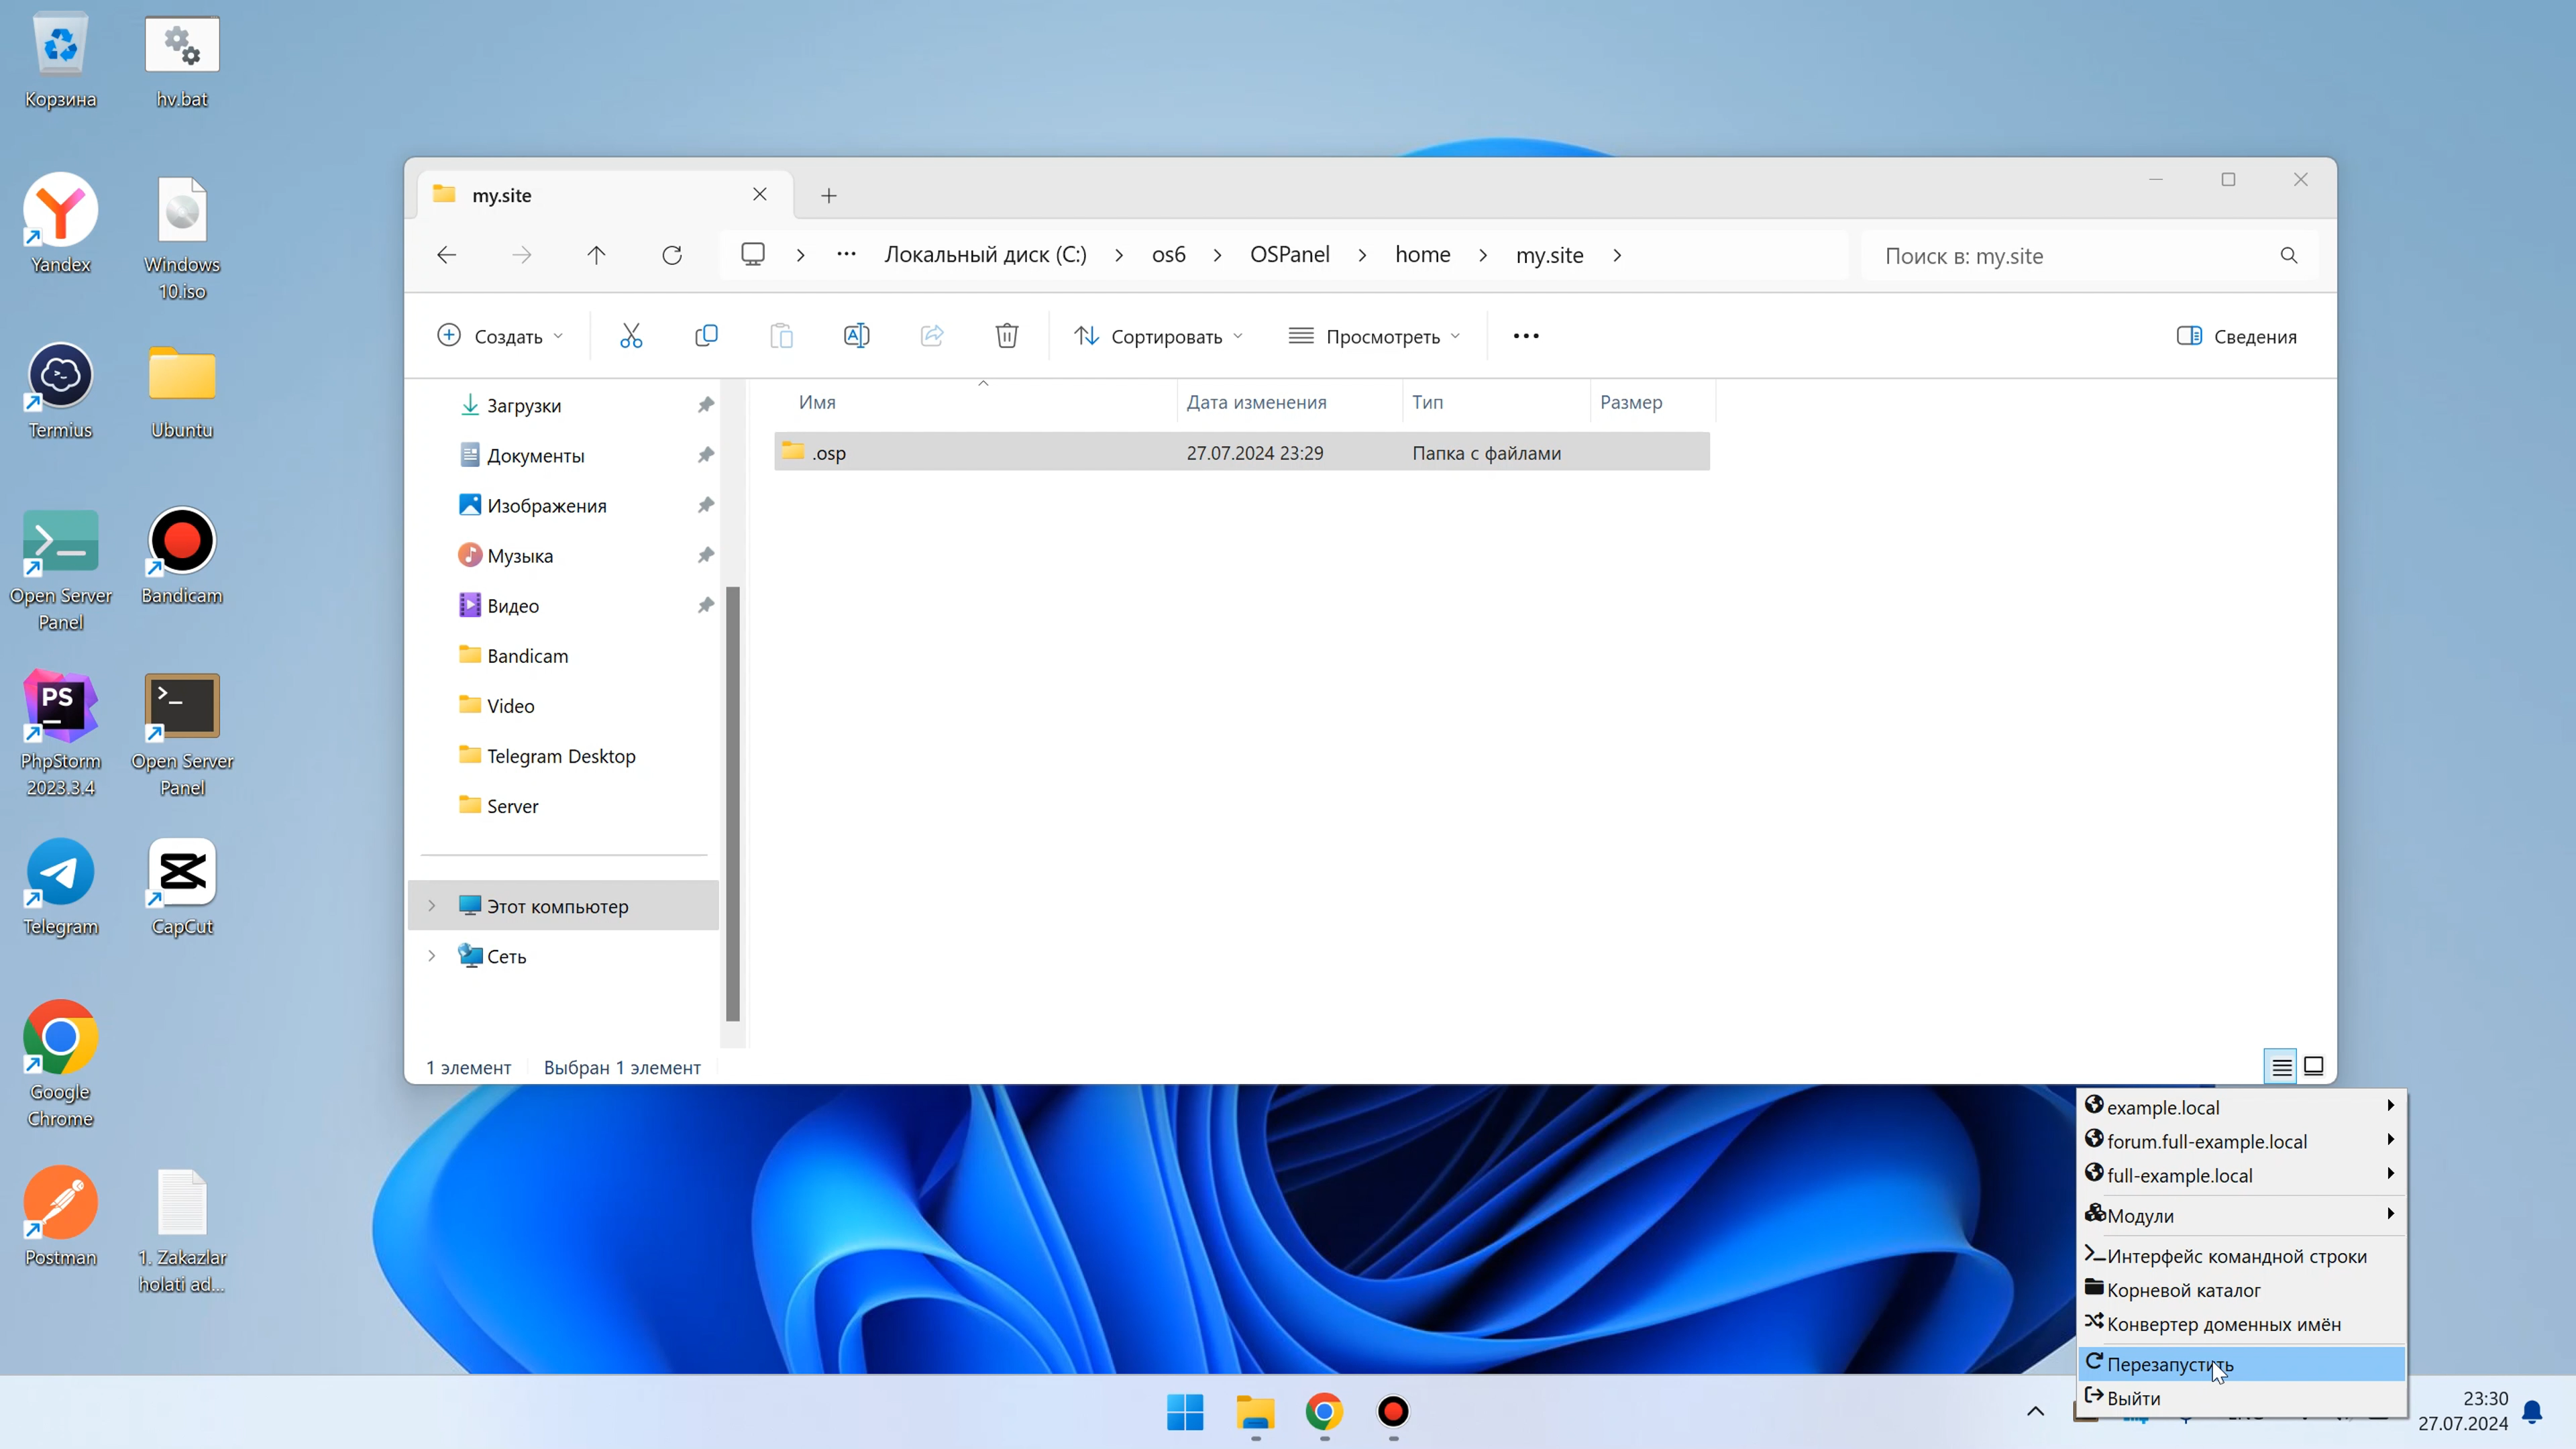 Корзина
hv.bat
Yandex
Windows
10.iso
Termius
Ubuntu
Open Server
Panel
Bandicam
PS
PhpStorm
2023.3.4
Open Server
Panel
Telegram
CapCut
Google
Chrome
Postman
1. Zakazlar
holati ad...
my.site
Локальный диск (C:)
os6
OSPanel
home
my.site
Поиск в: my.site
Создать
Сортировать
Просмотреть
Сведения
Имя
Дата изменения
Тип
Размер
.osp
27.07.2024 23:29
Папка с файлами
Загрузки
Документы
Изображения
Музыка
Видео
Bandicam
Video
Telegram Desktop
Server
Этот компьютер
Сеть
1 элемент
Выбран 1 элемент
example.local
forum.full-example.local
full-example.local
Модули
Интерфейс командной строки
Корневой каталог
Конвертер доменных имён
Перезапустить
Выйти
23:30
27.07.2024